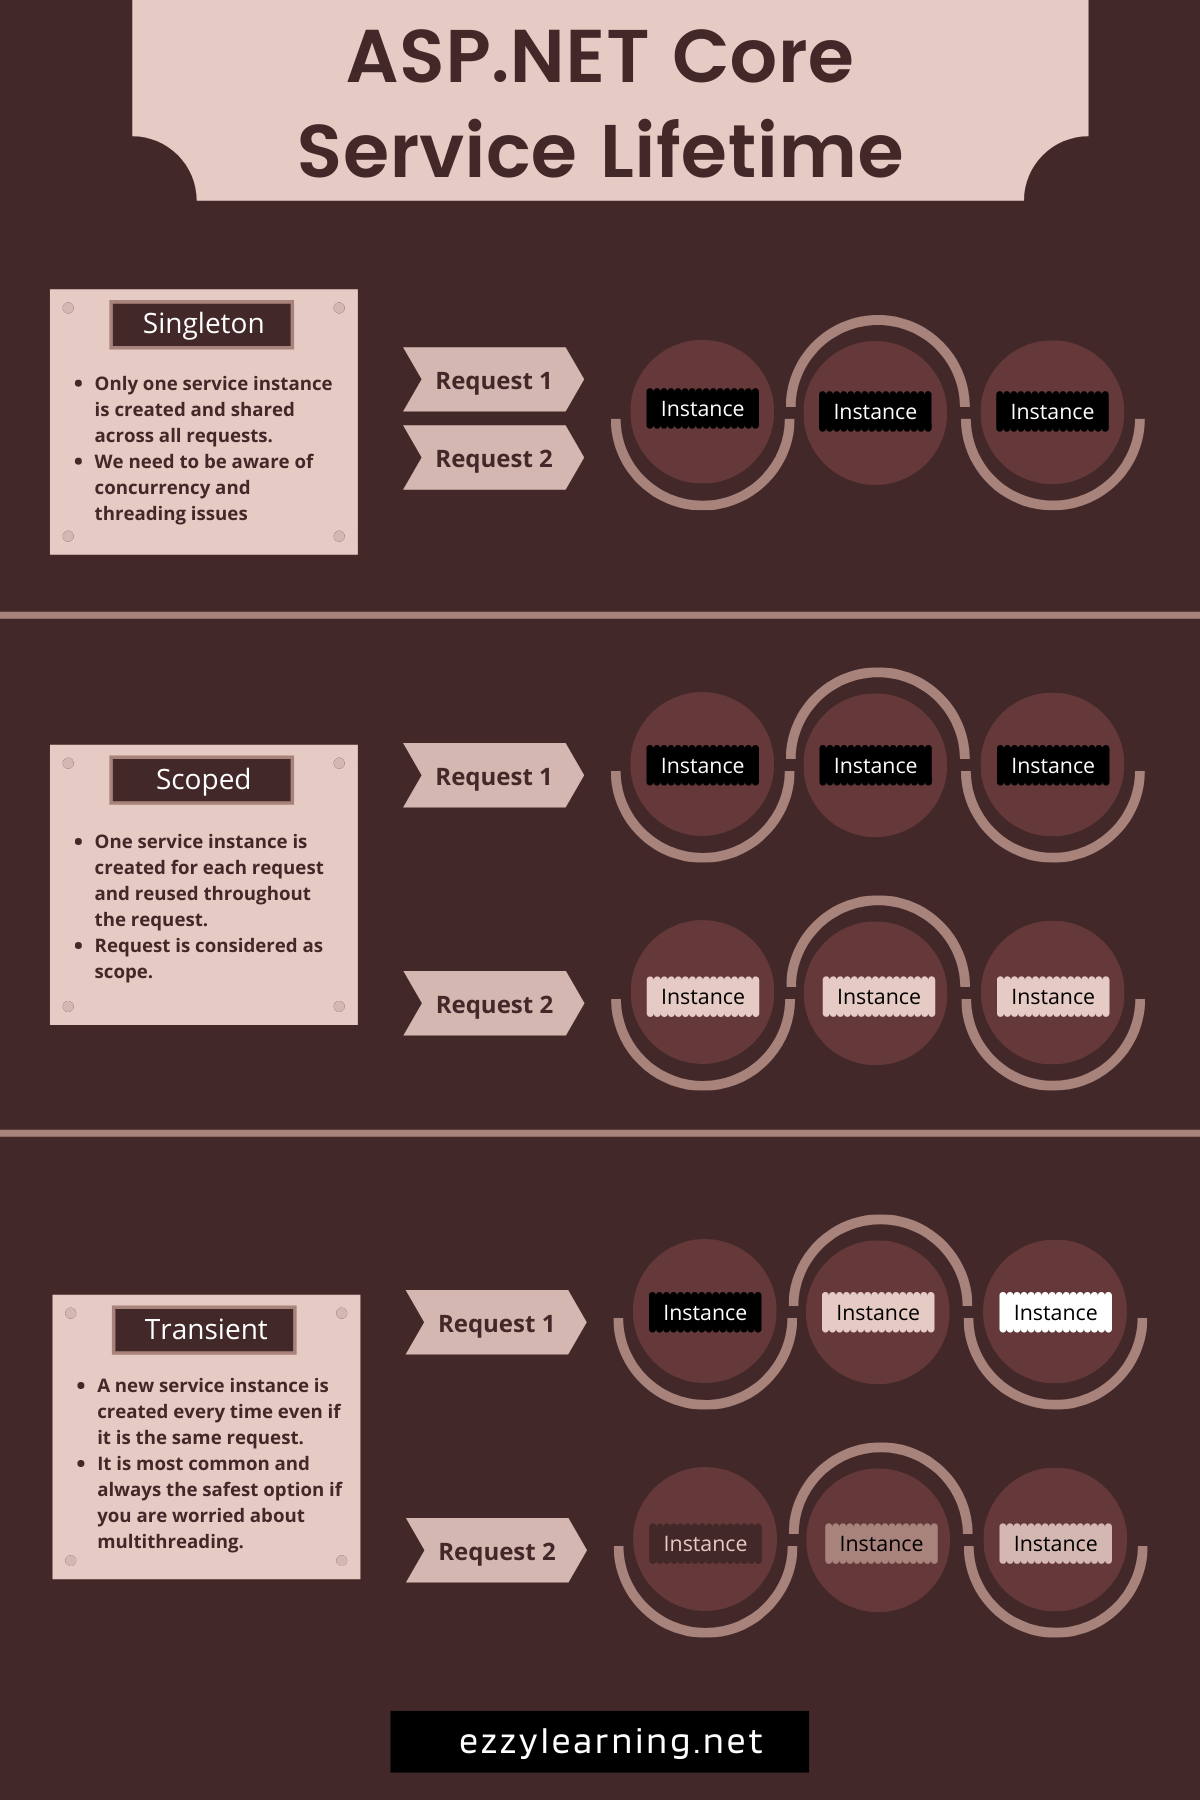 ASP.NET Core
Service Lifetime
Singleton
• Only one service instance
is created and shared
across all requests.
• We need to be aware of
concurrency and
threading issues
Request 1
Request 2
Instance
Instance
Instance
Scoped
• One service instance is
created for each request
and reused throughout
the request.
• Request is considered as
scope.
Request 1
Instance
Instance
Instance
Request 2
Instance
Instance
Instance
Transient
• A new service instance is
created every time even if
it is the same request.
• It is most common and
always the safest option if
you are worried about
multithreading.
Request 1
Instance
Instance
Instance
Request 2
Instance
Instance
Instance
ezzylearning.net